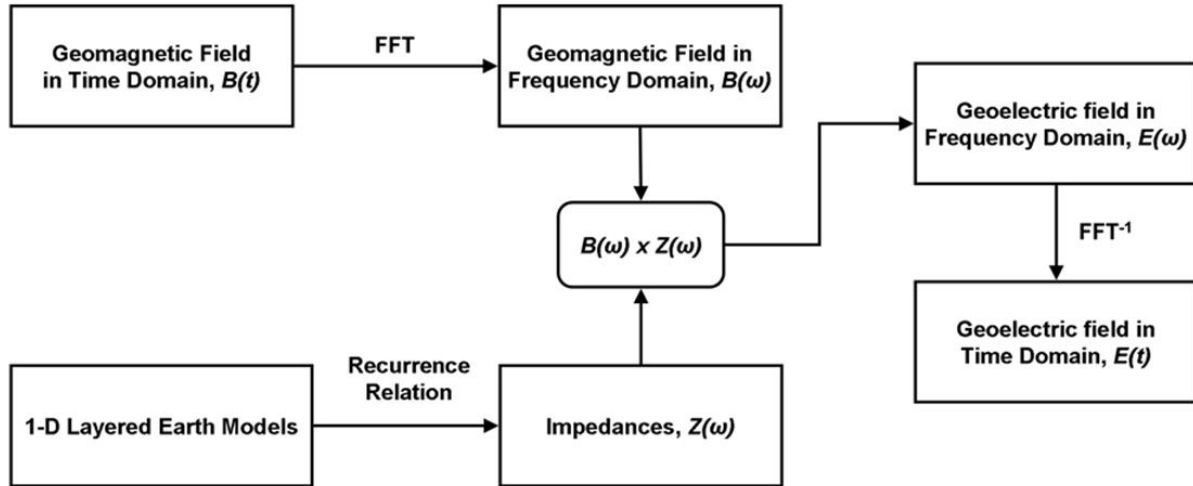 Geomagnetic Field
in Time Domain, B(t)
FFT
Geomagnetic Field in
Frequency Domain, B(ω)
Geoelectric field in
Frequency Domain, E(ω)
B(ω) x Z(ω)
FFT⁻¹
Geoelectric field in
Time Domain, E(t)
1-D Layered Earth Models
Recurrence
Relation
Impedances, Z(ω)